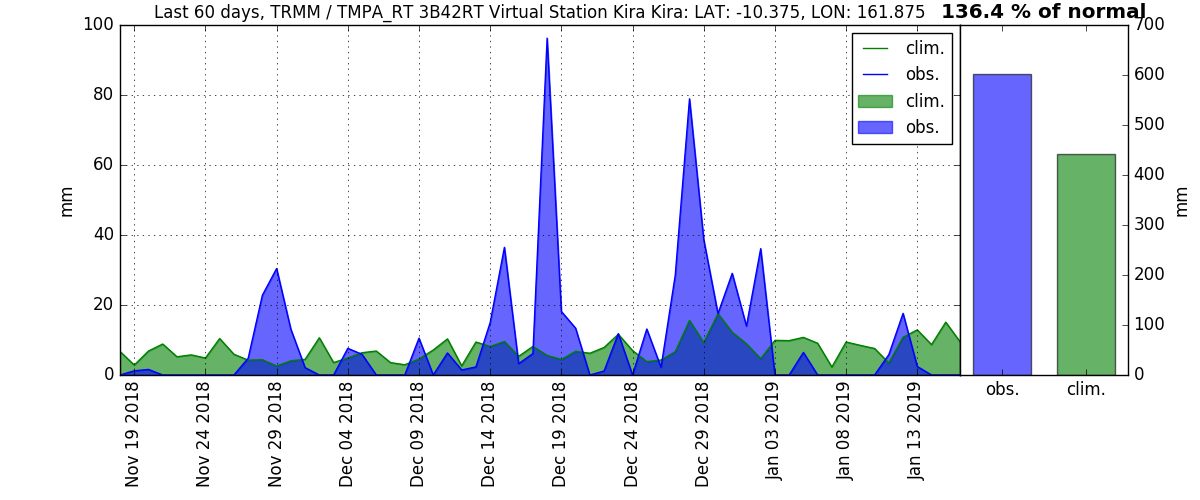 Last 60 days, TRMM / TMPA_RT 3B42RT Virtual Station Kira Kira: LAT: -10.375, LON: 161.875 136.4 % of normal
100
80
60
40
20
0
mm
clim.
obs.
clim.
obs.
700
600
500
400
300
200
100
0
mm
obs.
clim.
Nov 19 2018
Nov 24 2018
Nov 29 2018
Dec 04 2018
Dec 09 2018
Dec 14 2018
Dec 19 2018
Dec 24 2018
Dec 29 2018
Jan 03 2019
Jan 08 2019
Jan 13 2019